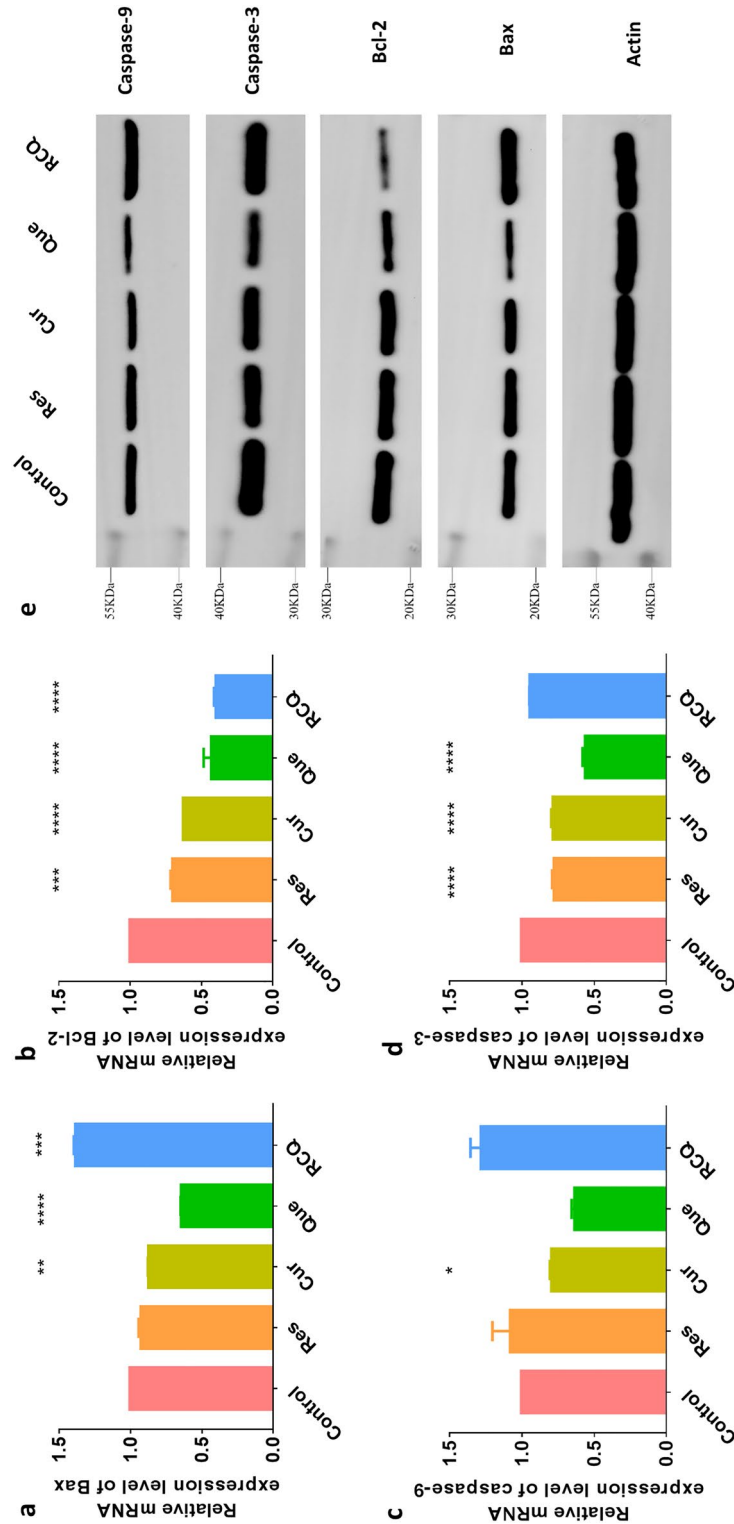 a
Relative mRNA
expression level of Bax
1.5
1.0
0.5
0.0
**
****
***
Control
Res
Cur
Que
RCQ
b
Relative mRNA
expression level of Bcl-2
1.5
1.0
0.5
0.0
***
****
****
****
Control
Res
Cur
Que
RCQ
c
Relative mRNA
expression level of caspase-9
1.5
1.0
0.5
0.0
*
Control
Res
Cur
Que
RCQ
d
Relative mRNA
expression level of caspase-3
1.5
1.0
0.5
0.0
****
****
****
Control
Res
Cur
Que
RCQ
e
Control
Res
Cur
Que
RCQ
55KDa
40KDa
Caspase-9
40KDa
30KDa
Caspase-3
30KDa
20KDa
Bcl-2
30KDa
20KDa
Bax
55KDa
40KDa
Actin